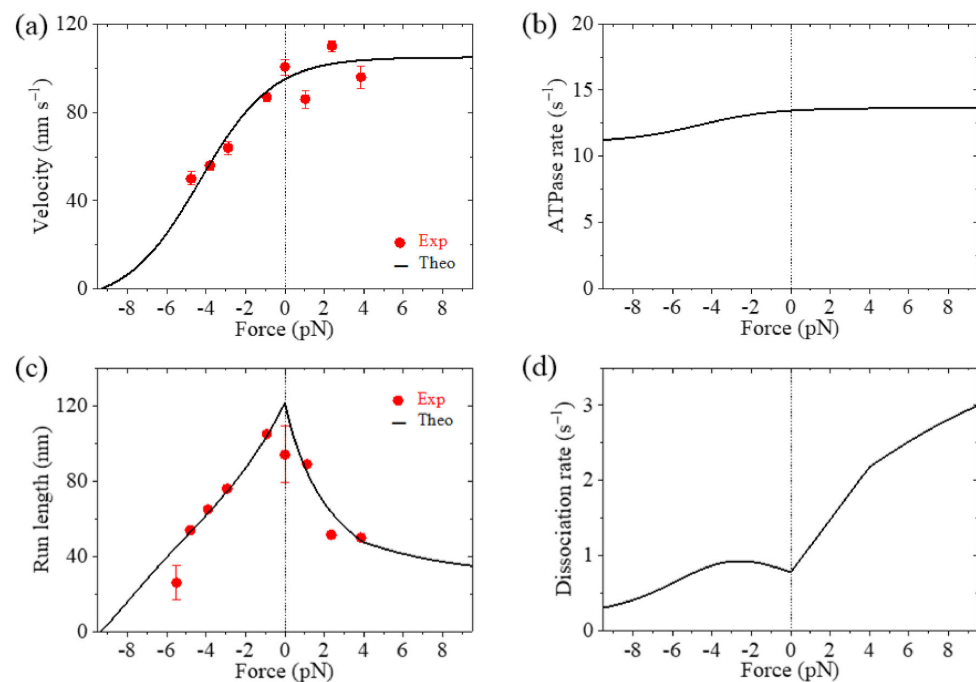 (a)
120
80
40
0
Velocity (nm s⁻¹)
Exp
Theo
-8 -6 -4 -2 0 2 4 6 8
Force (pN)
(b)
20
15
10
5
0
ATPase rate (s⁻¹)
-8 -6 -4 -2 0 2 4 6 8
Force (pN)
(c)
120
80
40
0
Run length (nm)
Exp
Theo
-8 -6 -4 -2 0 2 4 6 8
Force (pN)
(d)
3
2
1
0
Dissociation rate (s⁻¹)
-8 -6 -4 -2 0 2 4 6 8
Force (pN)